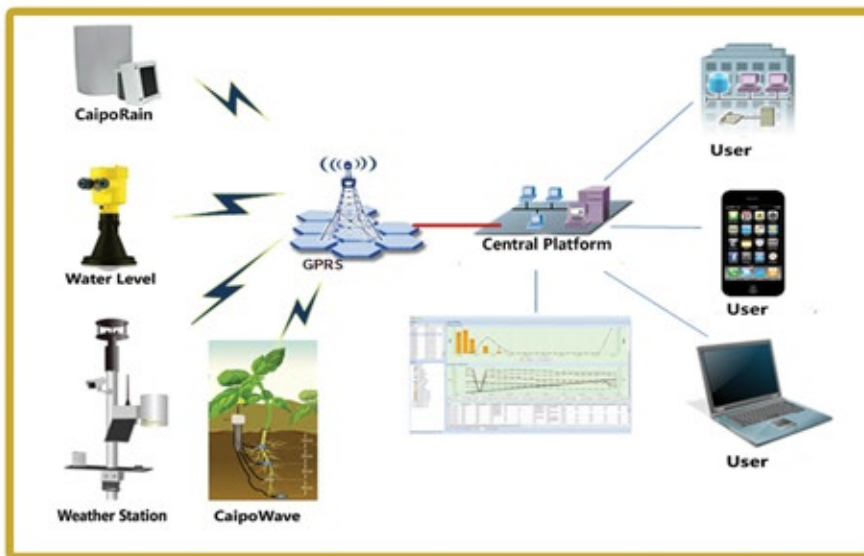 CaipoRain
User
Water Level
GPRS
Central Platform
User
Weather Station
CaipoWave
User